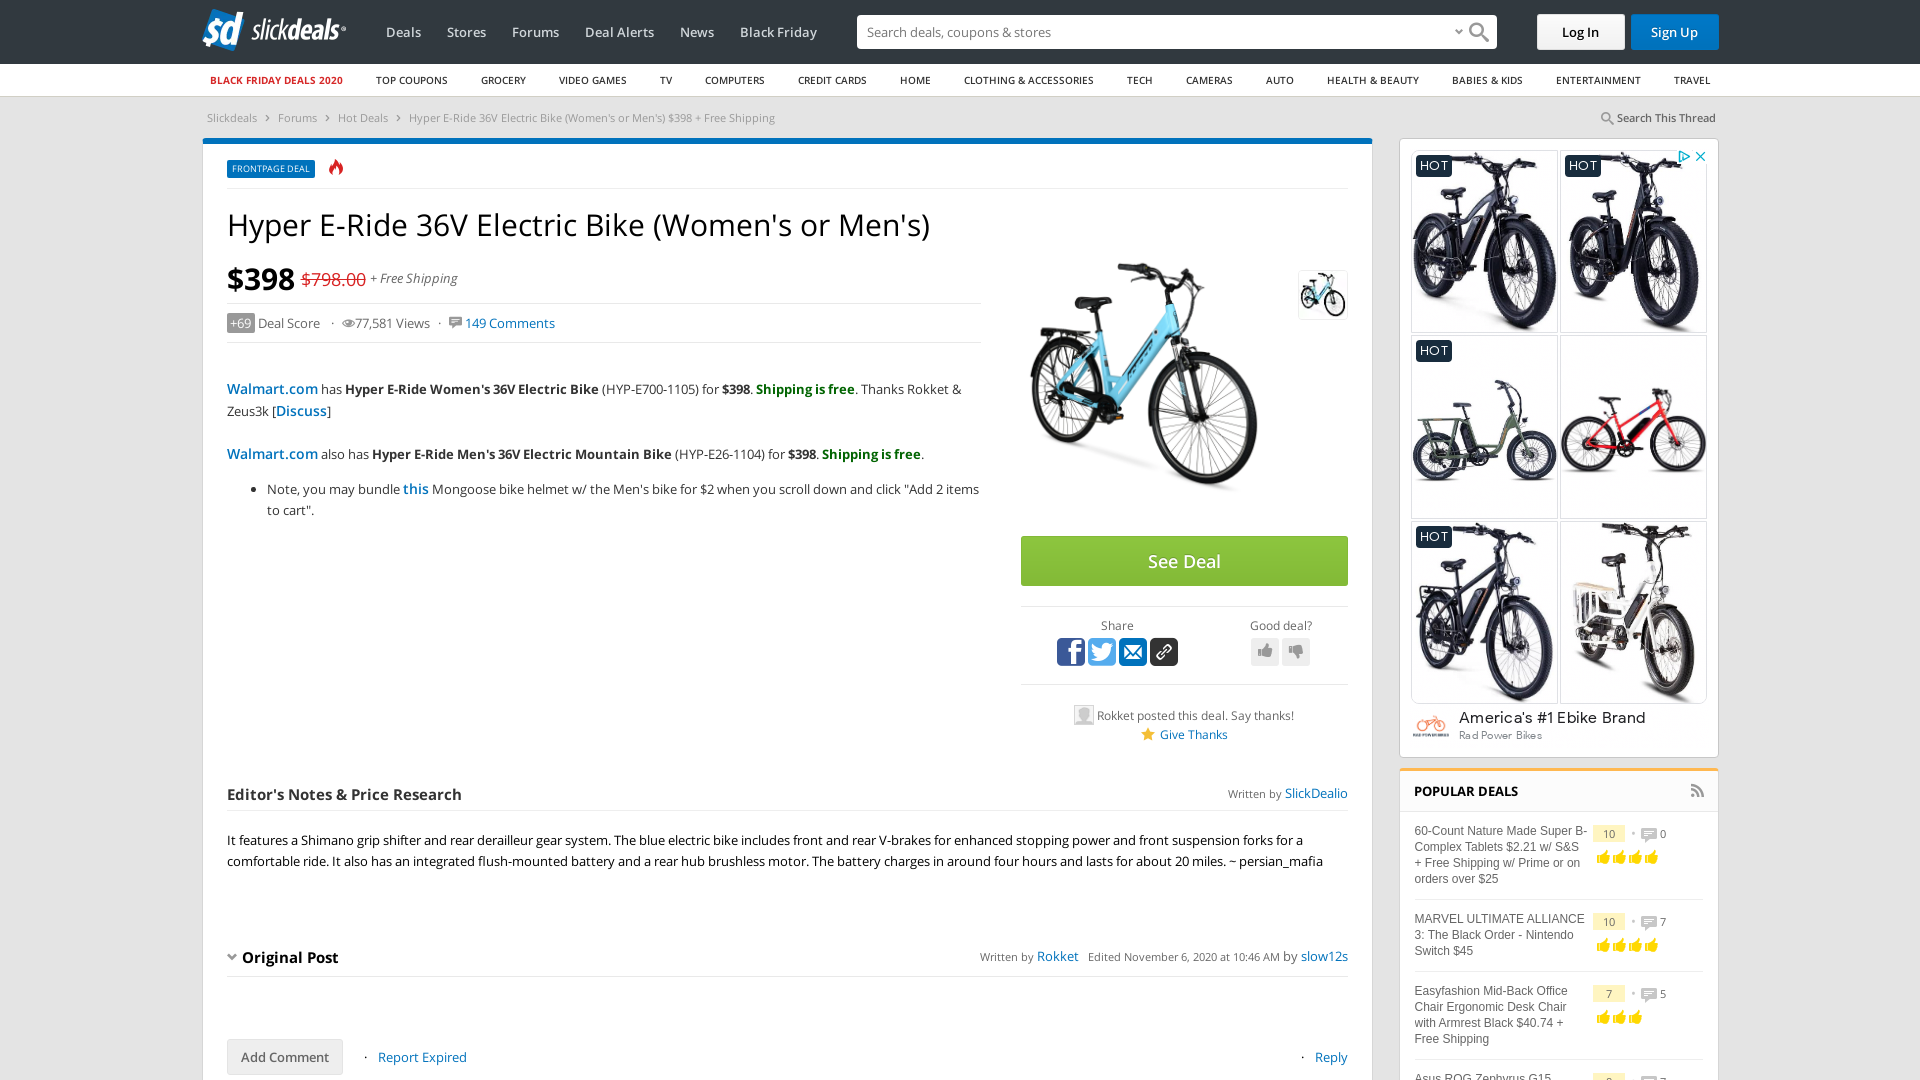 sd slickdeals
Deals
Stores
Forums
Deal Alerts
News
Black Friday
Search deals, coupons & stores
Log In
Sign Up
BLACK FRIDAY DEALS 2020
TOP COUPONS
GROCERY
VIDEO GAMES
TV
COMPUTERS
CREDIT CARDS
HOME
CLOTHING & ACCESSORIES
TECH
CAMERAS
AUTO
HEALTH & BEAUTY
BABIES & KIDS
ENTERTAINMENT
TRAVEL
Slickdeals › Forums › Hot Deals › Hyper E-Ride 36V Electric Bike (Women's or Men's) $398 + Free Shipping
Search This Thread
FRONTPAGE DEAL
Hyper E-Ride 36V Electric Bike (Women's or Men's)
$398 $798.00 + Free Shipping
+69 Deal Score · 77,581 Views · 149 Comments
Walmart.com has Hyper E-Ride Women's 36V Electric Bike (HYP-E700-1105) for $398. Shipping is free. Thanks Rokket &
Zeus3k [Discuss]
Walmart.com also has Hyper E-Ride Men's 36V Electric Mountain Bike (HYP-E26-1104) for $398. Shipping is free.
• Note, you may bundle this Mongoose bike helmet w/ the Men's bike for $2 when you scroll down and click "Add 2 items
to cart".
See Deal
Share
Good deal?
Rokket posted this deal. Say thanks!
Give Thanks
Editor's Notes & Price Research
Written by SlickDealio
It features a Shimano grip shifter and rear derailleur gear system. The blue electric bike includes front and rear V-brakes for enhanced stopping power and front suspension forks for a
comfortable ride. It also has an integrated flush-mounted battery and a rear hub brushless motor. The battery charges in around four hours and lasts for about 20 miles. ~ persian_mafia
Original Post
Written by Rokket Edited November 6, 2020 at 10:46 AM by slow12s
Add Comment
· Report Expired
· Reply
HOT
HOT
HOT
HOT
America's #1 Ebike Brand
Rad Power Bikes
POPULAR DEALS
60-Count Nature Made Super B-
Complex Tablets $2.21 w/ S&S
+ Free Shipping w/ Prime or on
orders over $25
10 • 0
MARVEL ULTIMATE ALLIANCE
3: The Black Order - Nintendo
Switch $45
10 • 7
Easyfashion Mid-Back Office
Chair Ergonomic Desk Chair
with Armrest Black $40.74 +
Free Shipping
7 • 5
Asus ROG Zephyrus G15